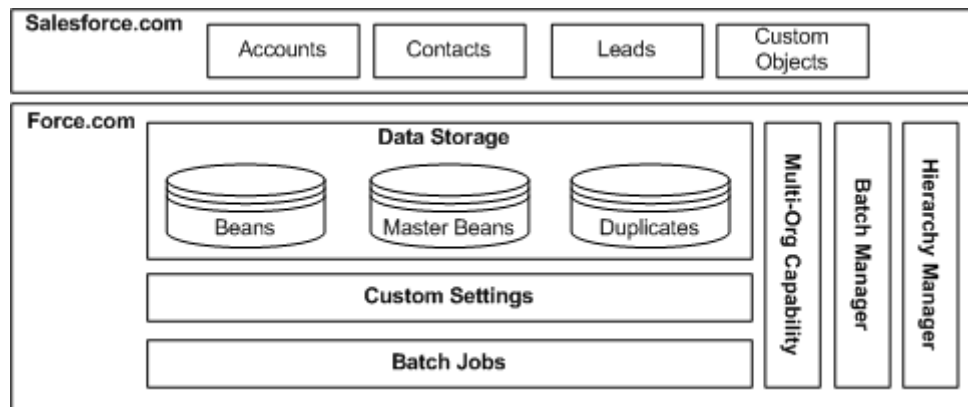 Salesforce.com
Accounts
Contacts
Leads
Custom
Objects
Force.com
Data Storage
Beans
Master Beans
Duplicates
Custom Settings
Batch Jobs
Multi-Org Capability
Batch Manager
Hierarchy Manager